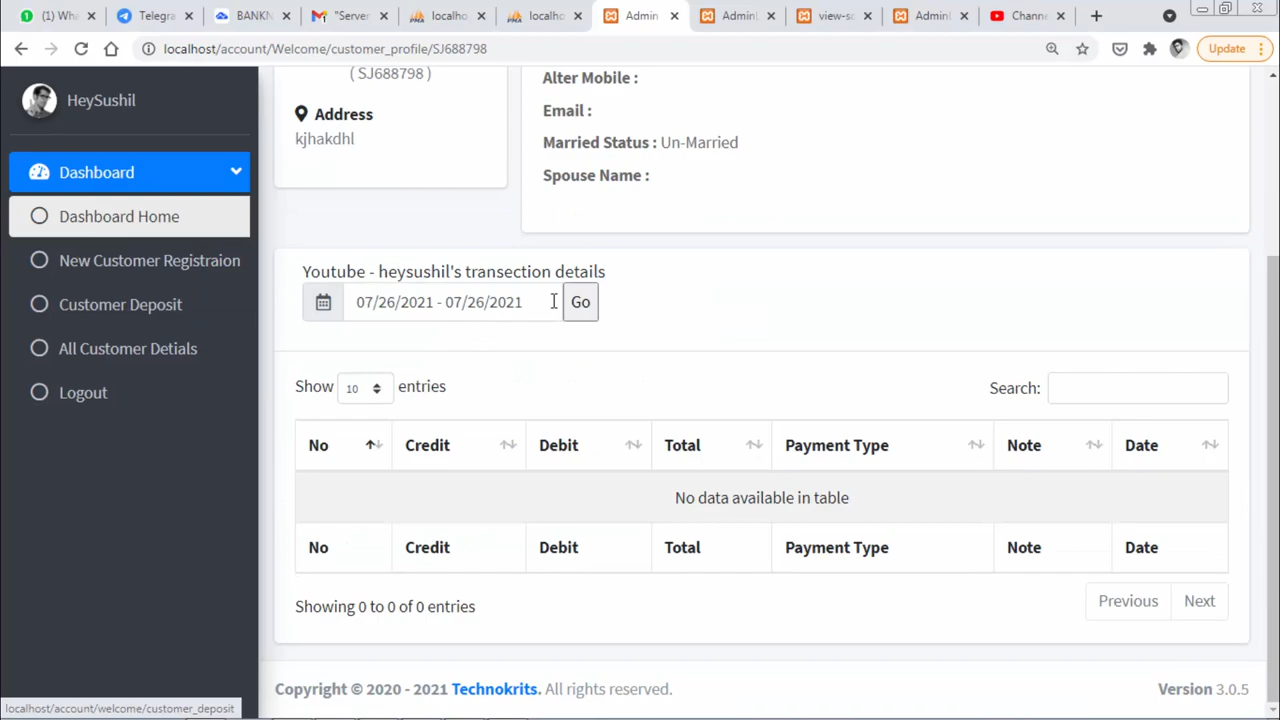 (1) Wha
Telegra
BANKN
"Server
localho
localho
Admin
Admin
view-s
Admin
Chann
localhost/account/Welcome/customer_profile/SJ688798
Update
HeySushil
Dashboard
Dashboard Home
New Customer Registraion
Customer Deposit
All Customer Detials
Logout
( SJ688798 )
Address
kjhakdhl
Alter Mobile :
Email :
Married Status : Un-Married
Spouse Name :
Youtube - heysushil's transection details
07/26/2021 - 07/26/2021
Go
Show 10 entries
Search:
No Credit Debit Total Payment Type Note Date
No data available in table
No Credit Debit Total Payment Type Note Date
Showing 0 to 0 of 0 entries
Previous Next
Copyright © 2020 - 2021 Technokrits. All rights reserved.
Version 3.0.5
localhost/account/welcome/customer_deposit